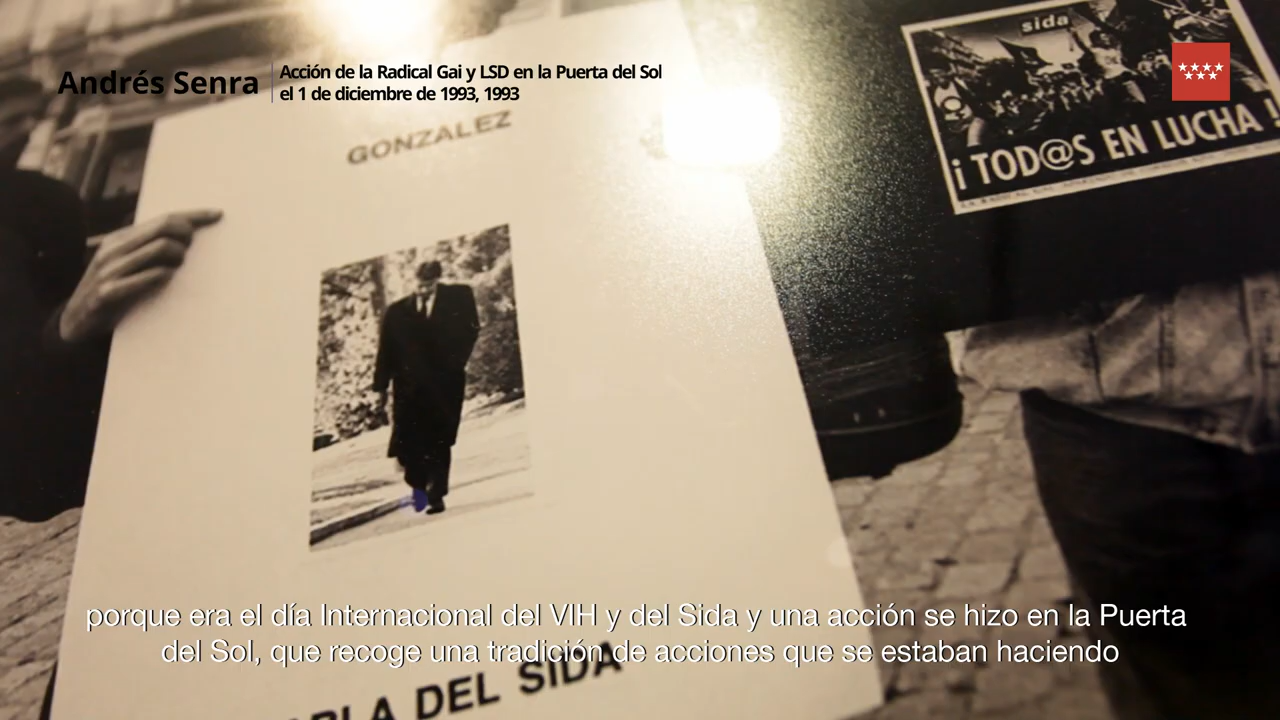 Andrés Senra
Acción de la Radical Gai y LSD en la Puerta del Sol
el 1 de diciembre de 1993, 1993
sida
¡ TOD@S EN LUCHA !
GONZALEZ
porque era el día Internacional del VIH y del Sida y una acción se hizo en la Puerta
del Sol, que recoge una tradición de acciones que se estaban haciendo
DEL SIDA